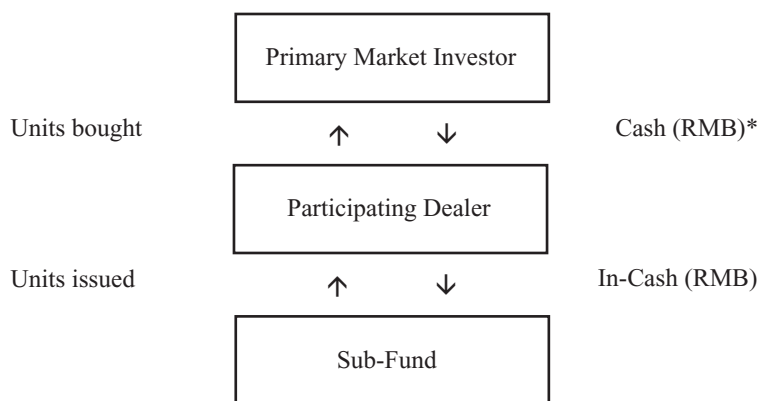 Primary Market Investor
Units bought ↑ ↓ Cash (RMB)*
Participating Dealer
Units issued ↑ ↓ In-Cash (RMB)
Sub-Fund